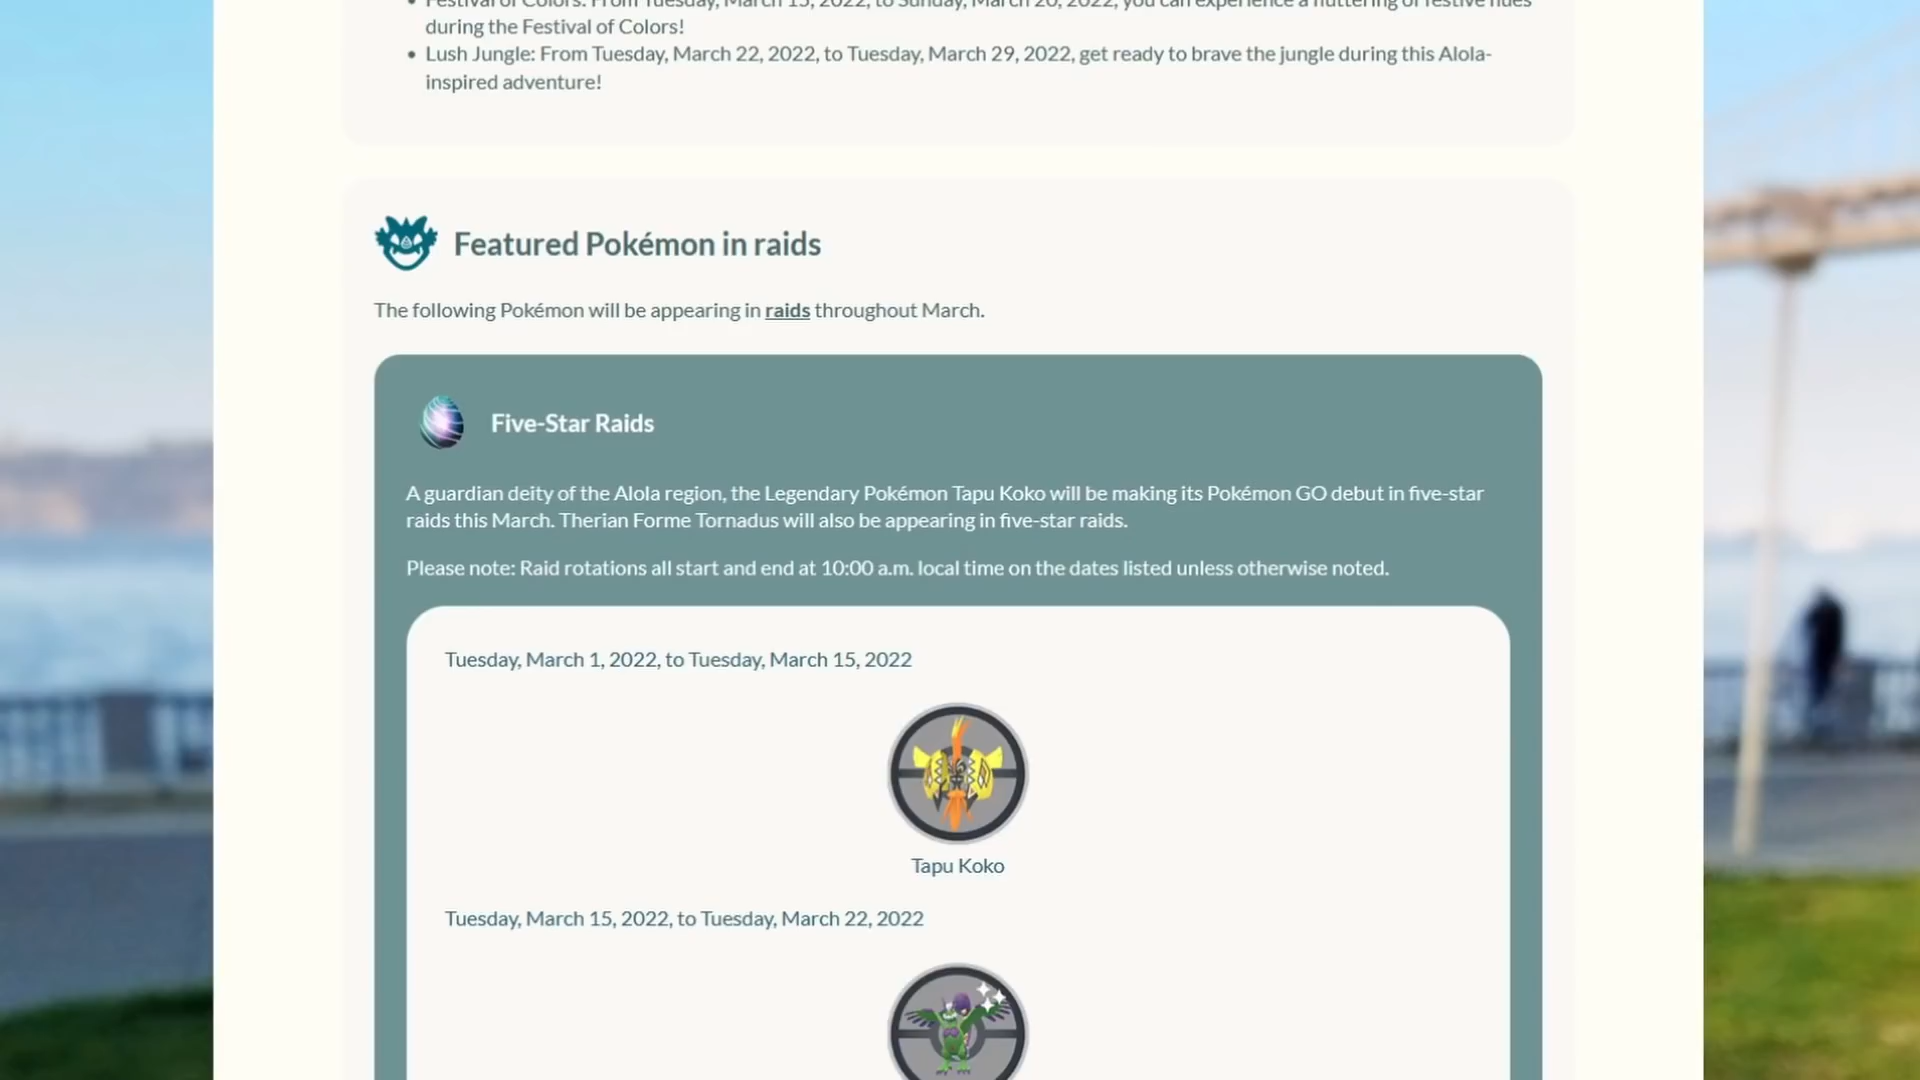 Festival of Colors: From Tuesday, March 15, 2022, to Sunday, March 20, 2022, you can experience a fluttering of festive hues
during the Festival of Colors!
Lush Jungle: From Tuesday, March 22, 2022, to Tuesday, March 29, 2022, get ready to brave the jungle during this Alola-
inspired adventure!
Featured Pokémon in raids
The following Pokémon will be appearing in raids throughout March.
Five-Star Raids
A guardian deity of the Alola region, the Legendary Pokémon Tapu Koko will be making its Pokémon GO debut in five-star
raids this March. Therian Forme Tornadus will also be appearing in five-star raids.
Please note: Raid rotations all start and end at 10:00 a.m. local time on the dates listed unless otherwise noted.
Tuesday, March 1, 2022, to Tuesday, March 15, 2022
Tapu Koko
Tuesday, March 15, 2022, to Tuesday, March 22, 2022